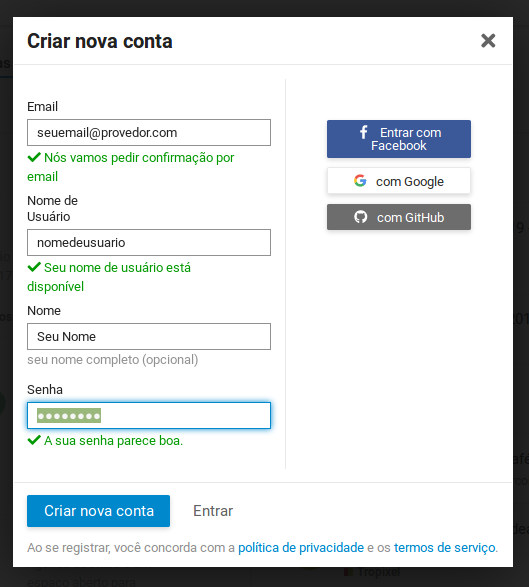 Criar nova conta
Email
seuemail@provedor.com
Nós vamos pedir confirmação por
email
Nome de
Usuário
nomedeusuario
Seu nome de usuário está
disponível
Nome
Seu Nome
seu nome completo (opcional)
Senha
A sua senha parece boa.
Entrar com
Facebook
com Google
com GitHub
Criar nova conta
Entrar
Ao se registrar, você concorda com a política de privacidade e os termos de serviço.
Tropixel